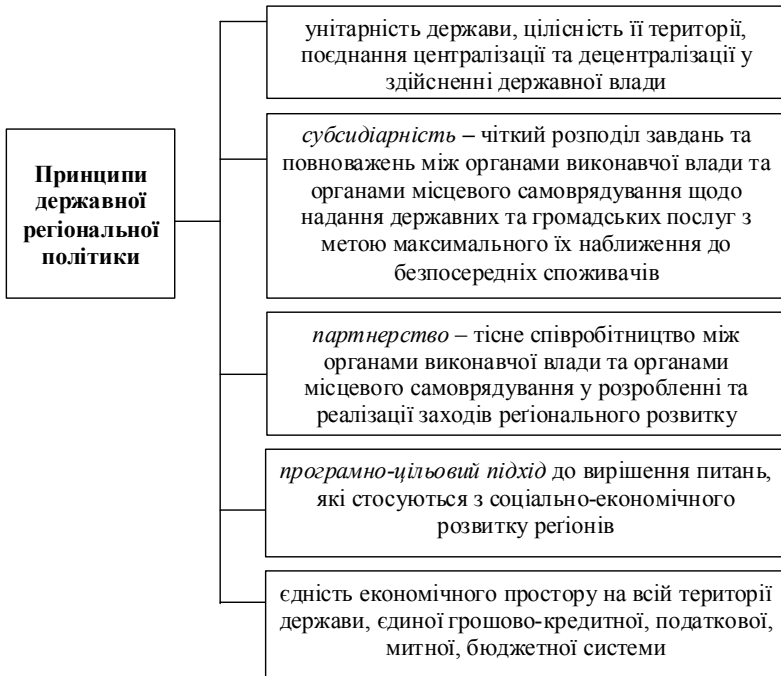 унітарність держави, цілісність її території,
поєднання централізації та децентралізації у
здійсненні державної влади
Принципи
державної
регіональної
політики
субсидіарність – чіткий розподіл завдань та
повноважень між органами виконавчої влади та
органами місцевого самоврядування щодо
надання державних та громадських послуг з
метою максимального їх наближення до
безпосередніх споживачів
партнерство – тісне співробітництво між
органами виконавчої влади та органами
місцевого самоврядування у розробленні та
реалізації заходів реґіонального розвитку
програмно-цільовий підхід до вирішення питань,
які стосуються з соціально-економічного
розвитку реґіонів
єдність економічного простору на всій території
держави, єдиної грошово-кредитної, податкової,
митної, бюджетної системи